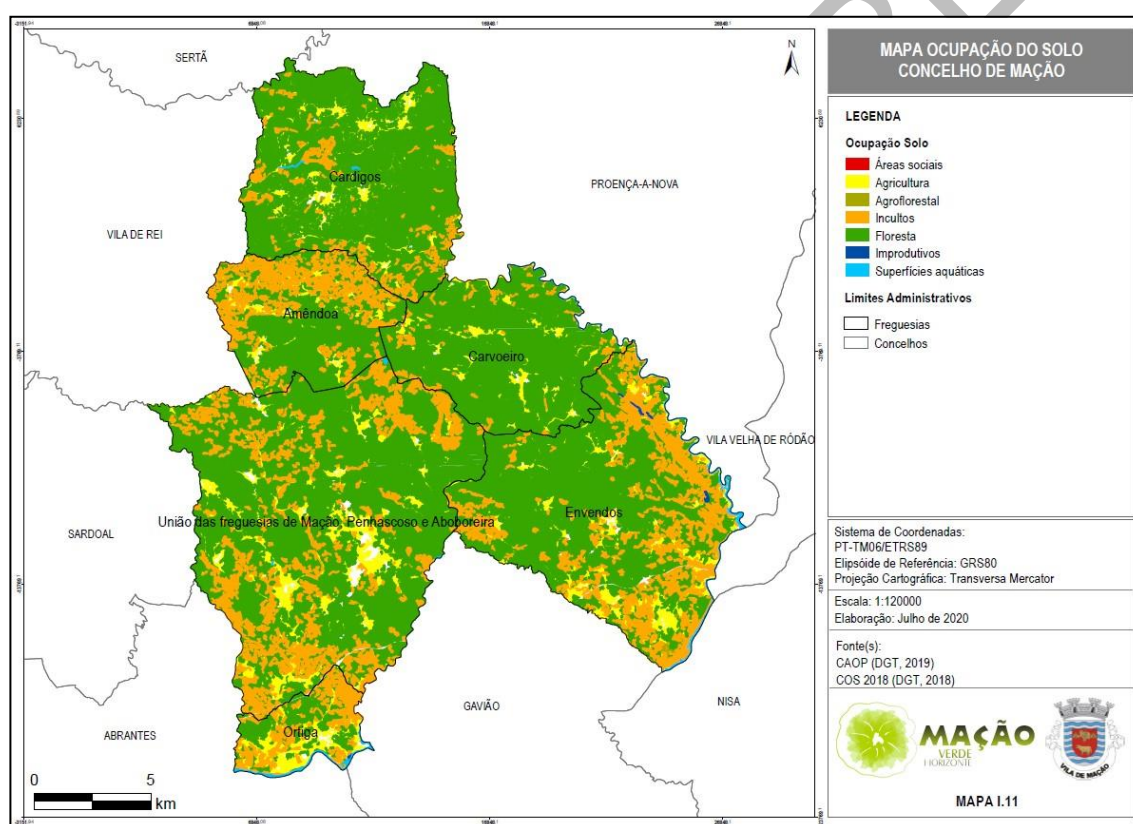 MAPA OCUPAÇÃO DO SOLO
CONCELHO DE MAÇÃO
LEGENDA
Ocupação Solo
Áreas sociais
Agricultura
Agroflorestal
Incultos
Floresta
Improdutivos
Superfícies aquáticas
Limites Administrativos
Freguesias
Concelhos
Sistema de Coordenadas:
PT-TM06/ETRS89
Elipsóide de Referência: GRS80
Projeção Cartográfica: Transversa Mercator
Escala: 1:120000
Elaboração: Julho de 2020
Fonte(s):
CAOP (DGT, 2019)
COS 2018 (DGT, 2018)
MAÇÃO
VERDE
HORIZONTE
VILA DE MAÇÃO
MAPA I.11
N
SERTÃ
Cardigos
PROENÇA-A-NOVA
VILA DE REI
Amêndoa
Carvoeiro
VILA VELHA DE RÓDÃO
Envendos
União das freguesias de Mação, Penhascoso e Aboboreira
SARDOAL
NISA
GAVIÃO
ABRANTES
Ortiga
0 5
km